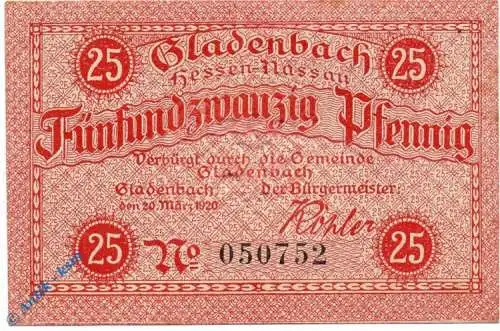 25 Gladenbach 25
Hessen-Nassau
Fünfundzwanzig Pfennig
Verbürgt durch die Gemeinde
Gladenbach
Gladenbach, Der Bürgermeister:
den 20. März 1920
25 No 050752 25